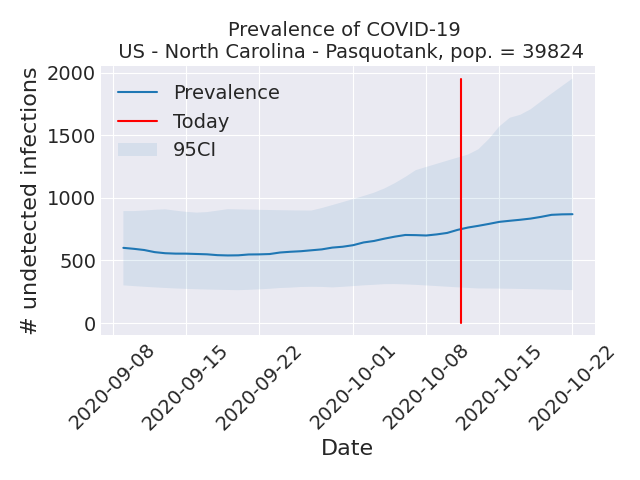 Prevalence of COVID-19
US - North Carolina - Pasquotank, pop. = 39824
# undetected infections
2000
1500
1000
500
0
Prevalence
Today
95CI
2020-09-08
2020-09-15
2020-09-22
2020-10-01
2020-10-08
2020-10-15
2020-10-22
Date